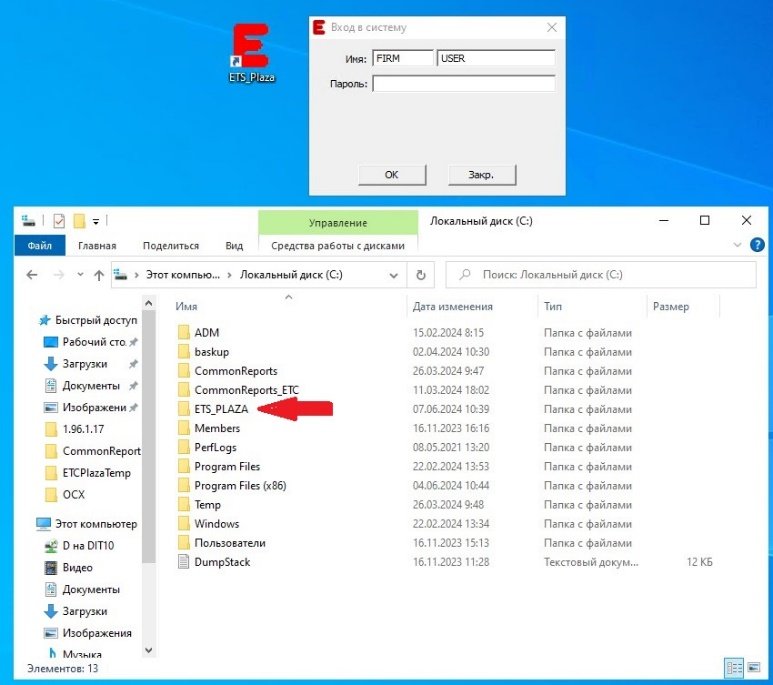 ETS_Plaza
Вход в систему
Имя: FIRM USER
Пароль:
OK Закр.
Управление Локальный диск (C:)
Файл Главная Поделиться Вид Средства работы с дисками
Этот компью... Локальный диск (C:) Поиск: Локальный диск (C:)
Быстрый доступ
Рабочий сто.
Загрузки
Документы
Изображени
1.96.1.17
CommonReport
ETCPlazaTemp
OCX
Этот компьютер
D на DIT10
Видео
Документы
Загрузки
Изображения
Музыка
Имя Дата изменения Тип Размер
ADM 15.02.2024 8:15 Папка с файлами
baskup 02.04.2024 10:30 Папка с файлами
CommonReports 26.03.2024 9:47 Папка с файлами
CommonReports_ETC 11.03.2024 18:02 Папка с файлами
ETS_PLAZA 07.06.2024 10:39 Папка с файлами
Members 16.11.2023 16:16 Папка с файлами
PerfLogs 08.05.2021 13:20 Папка с файлами
Program Files 22.02.2024 13:53 Папка с файлами
Program Files (x86) 04.06.2024 10:44 Папка с файлами
Temp 26.03.2024 9:48 Папка с файлами
Windows 22.02.2024 13:34 Папка с файлами
Пользователи 16.11.2023 15:13 Папка с файлами
DumpStack 16.11.2023 11:28 Текстовый докум... 12 КБ
Элементов: 13